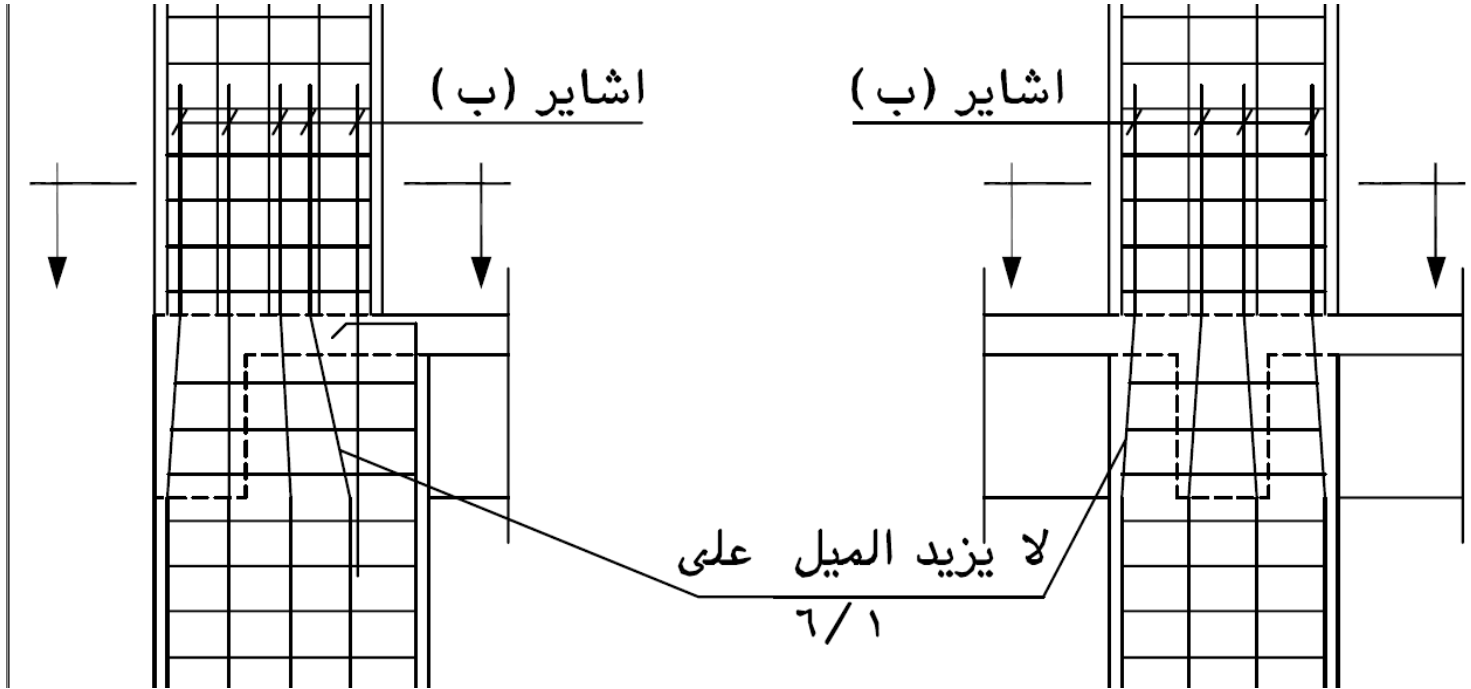 اشاير (ب)
اشاير (ب)
لا يزيد الميل على
٦/١